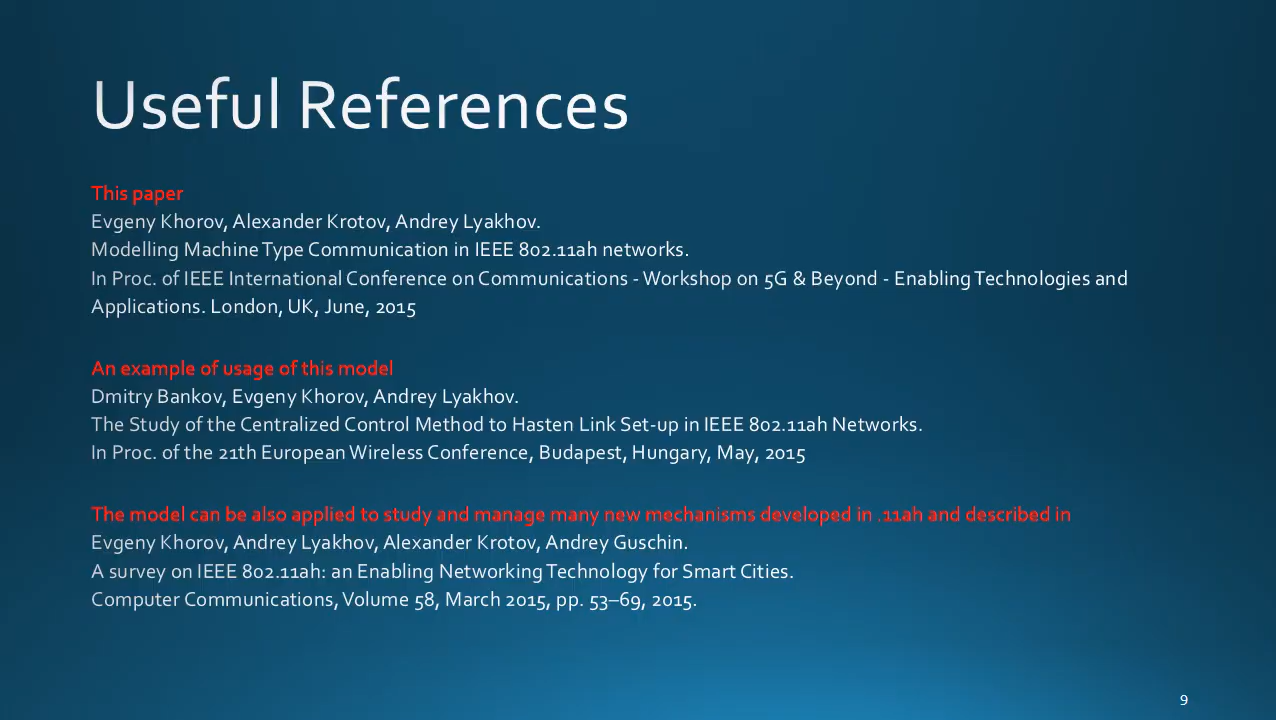 Useful References
This paper
Evgeny Khorov, Alexander Krotov, Andrey Lyakhov.
Modelling Machine Type Communication in IEEE 802.11ah networks.
In Proc. of IEEE International Conference on Communications - Workshop on 5G & Beyond - Enabling Technologies and
Applications. London, UK, June, 2015
An example of usage of this model
Dmitry Bankov, Evgeny Khorov, Andrey Lyakhov.
The Study of the Centralized Control Method to Hasten Link Set-up in IEEE 802.11ah Networks.
In Proc. of the 21th European Wireless Conference, Budapest, Hungary, May, 2015
The model can be also applied to study and manage many new mechanisms developed in .11ah and described in
Evgeny Khorov, Andrey Lyakhov, Alexander Krotov, Andrey Guschin.
A survey on IEEE 802.11ah: an Enabling Networking Technology for Smart Cities.
Computer Communications, Volume 58, March 2015, pp. 53–69, 2015.
9